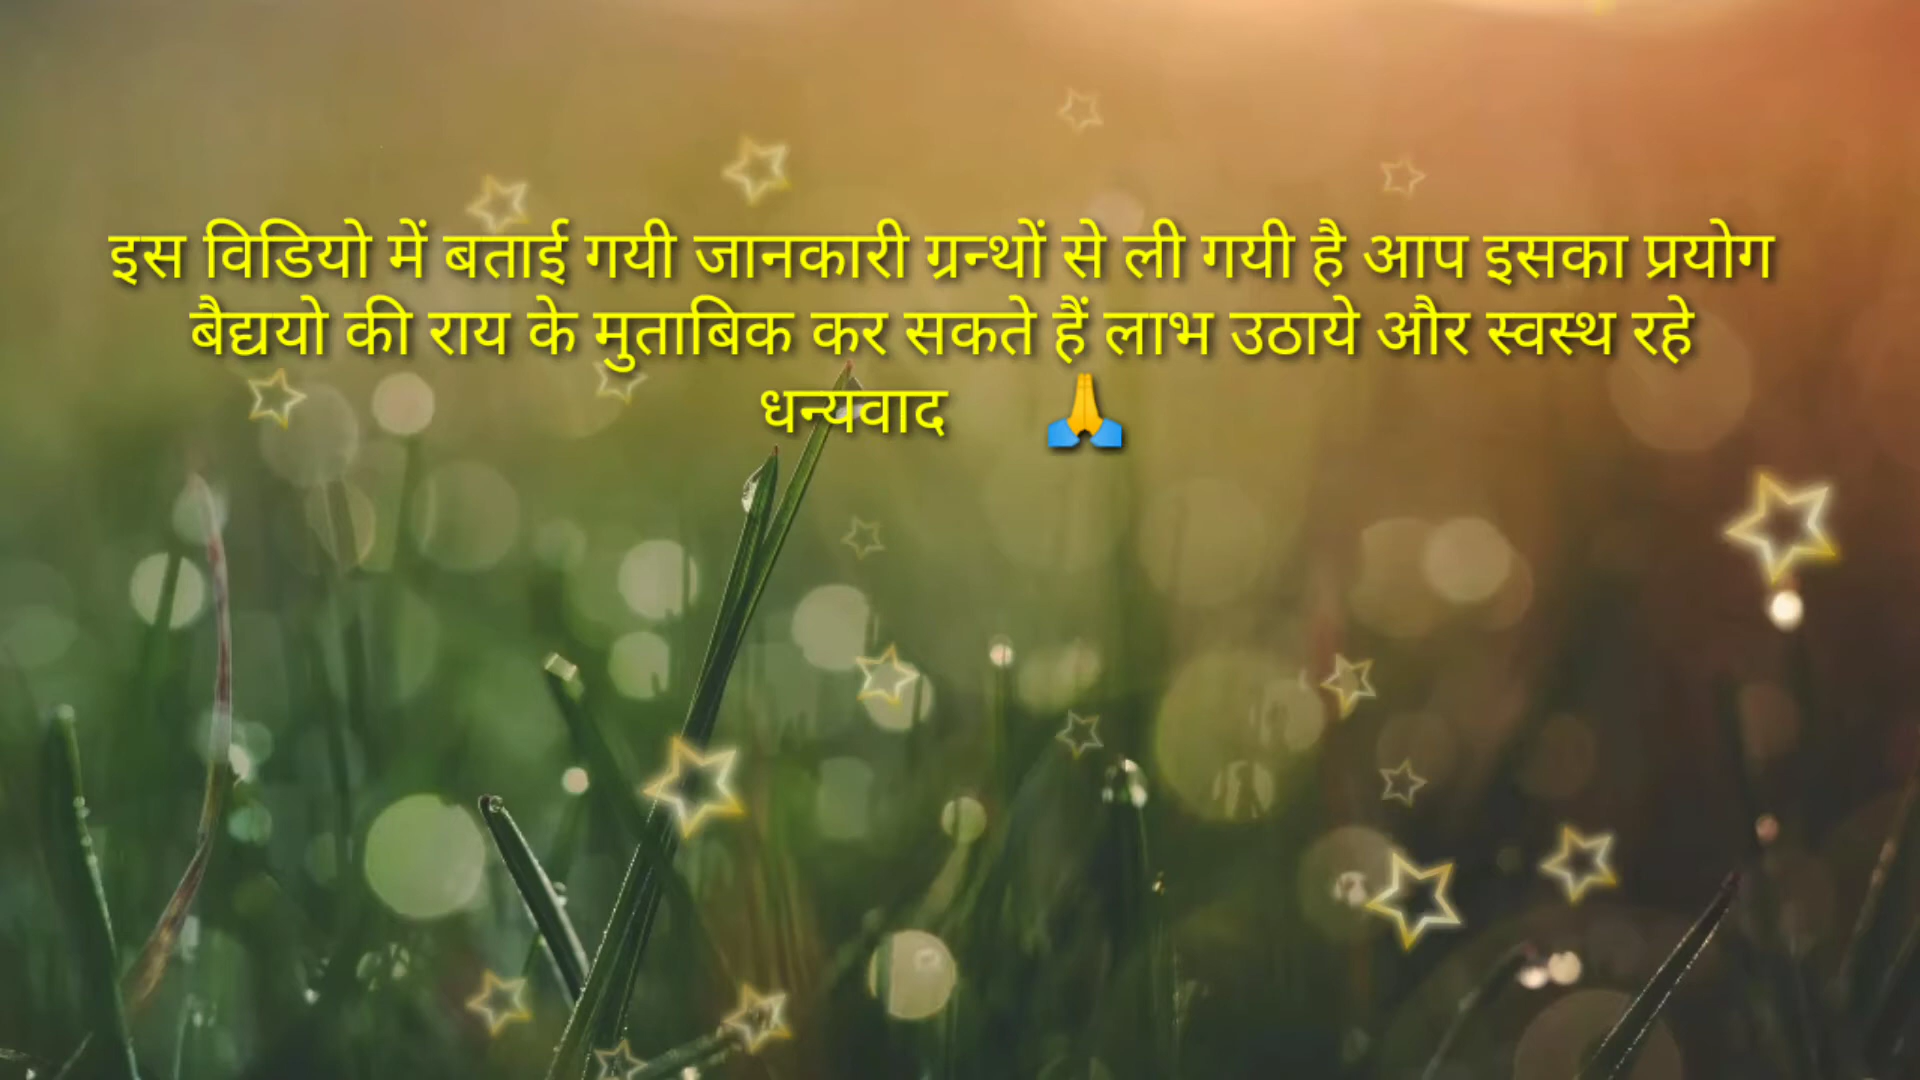 इस विडियो में बताई गयी जानकारी ग्रन्थों से ली गयी है आप इसका प्रयोग
बैद्ययो की राय के मुताबिक कर सकते हैं लाभ उठाये और स्वस्थ रहे
धन्यवाद 🙏